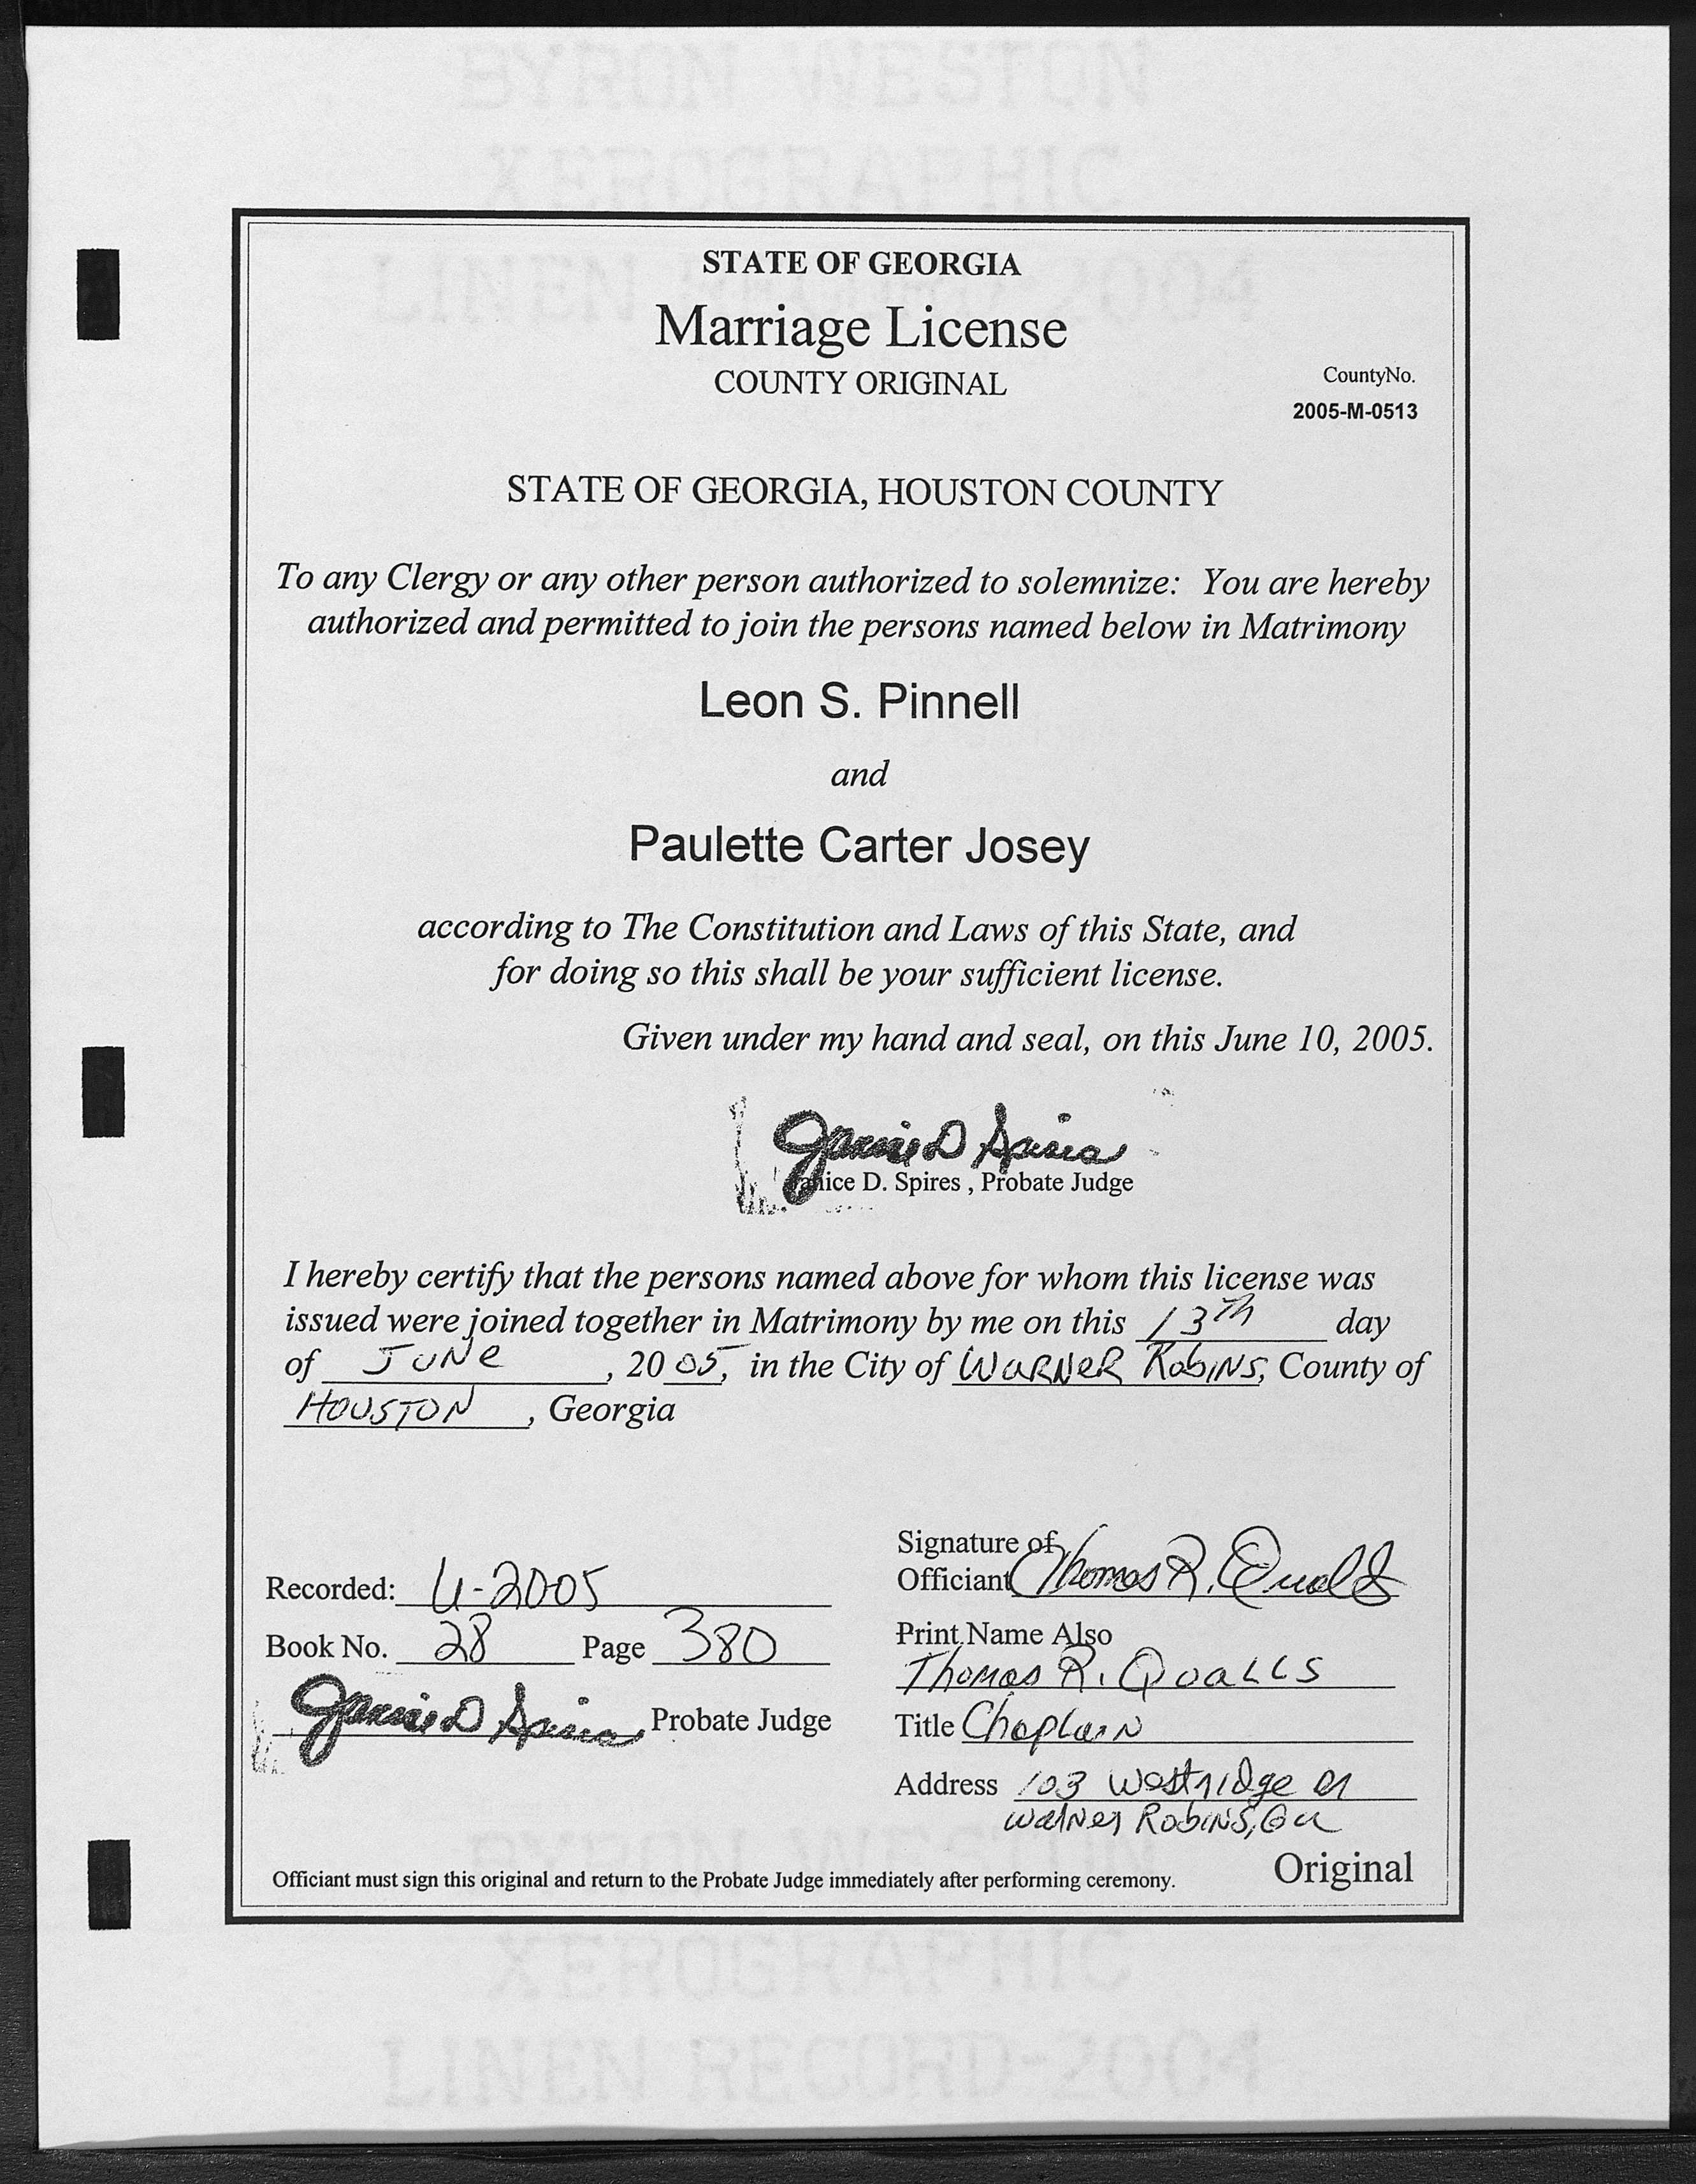 BYRON WESTON
XEROGRAPHIC
LINEN RECORD-2004
STATE OF GEORGIA
Marriage License
COUNTY ORIGINAL
CountyNo.
2005-M-0513
STATE OF GEORGIA, HOUSTON COUNTY
To any Clergy or any other person authorized to solemnize: You are hereby
authorized and permitted to join the persons named below in Matrimony
Leon S. Pinnell
and
Paulette Carter Josey
according to The Constitution and Laws of this State, and
for doing so this shall be your sufficient license.
Given under my hand and seal, on this June 10, 2005.
Janice D Spires
Janice D. Spires , Probate Judge
I hereby certify that the persons named above for whom this license was
issued were joined together in Matrimony by me on this 13Th day
of JUNe , 20 05, in the City of WaRNeR RobiNs, County of
HOUSTON , Georgia
Signature of
Officiant Thomas R. Qualls
Recorded: 
Book No. 28 Page 380
Janice D Spires Probate Judge
Print Name Also
Thomas R. QuaLLS
Title ChaplaiN
Address 103 Westridge Dr
Warner RobiNS, Ga
Officiant must sign this original and return to the Probate Judge immediately after performing ceremony.
Original
BYRON WESTON
XEROGRAPHIC
LINEN RECORD-2004